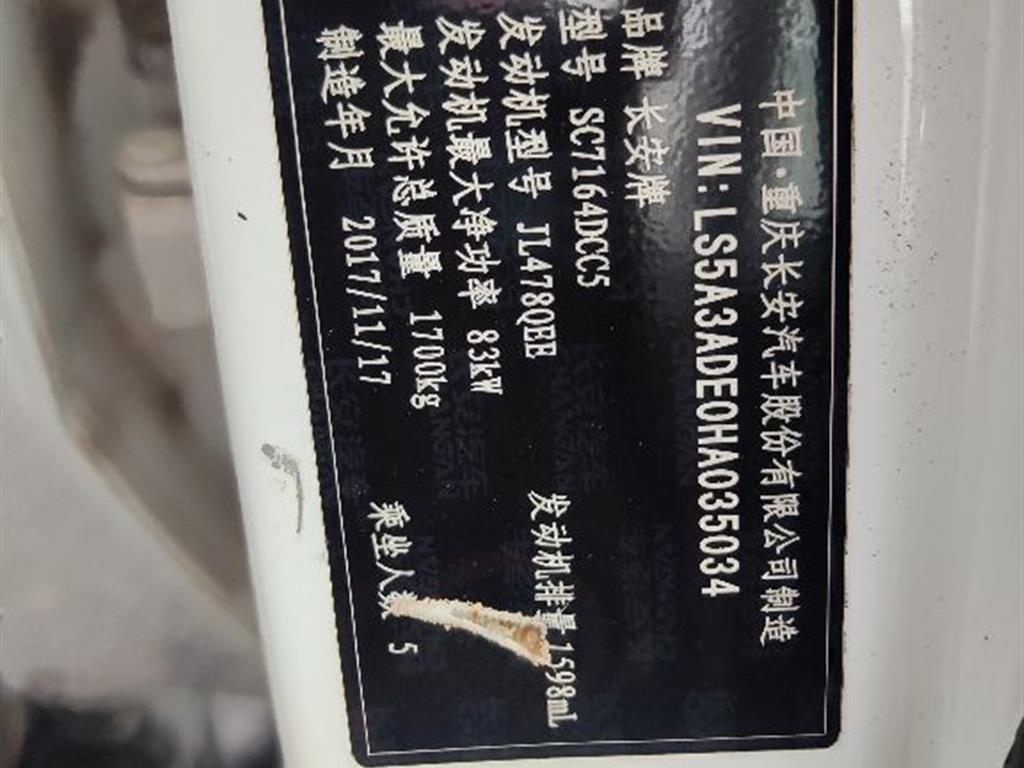 中国·重庆长安汽车股份有限公司制造
VIN:LS5A3ADE0HA035034
品牌 长安牌
型号 SC7164DCC5
发动机型号 JL478QEE 发动机排量 1598mL
发动机最大净功率 83kW
最大允许总质量 1700kg 乘坐人数 5
制造年月 2017/11/17